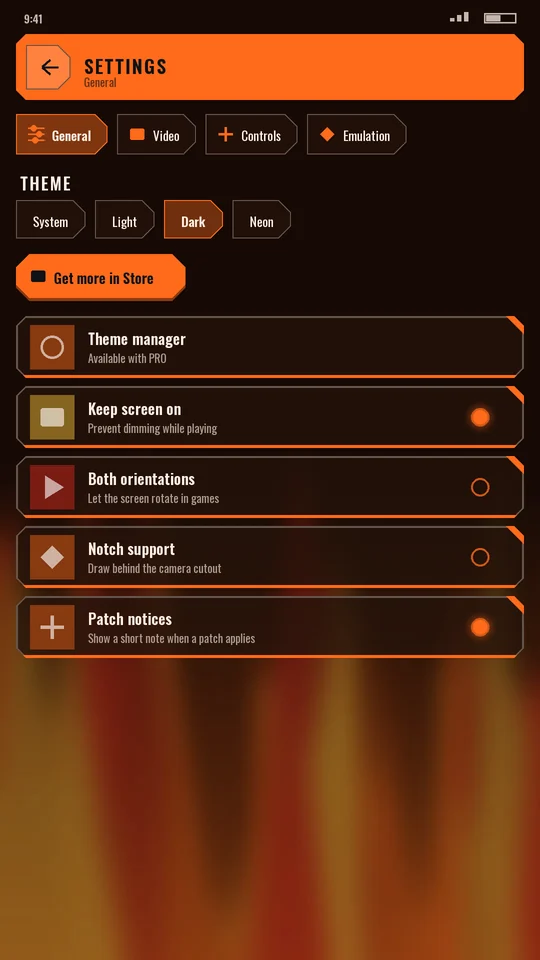 9:41
SETTINGS
General
General
Video
Controls
Emulation
THEME
System
Light
Dark
Neon
Get more in Store
Theme manager
Available with PRO
Keep screen on
Prevent dimming while playing
Both orientations
Let the screen rotate in games
Notch support
Draw behind the camera cutout
Patch notices
Show a short note when a patch applies